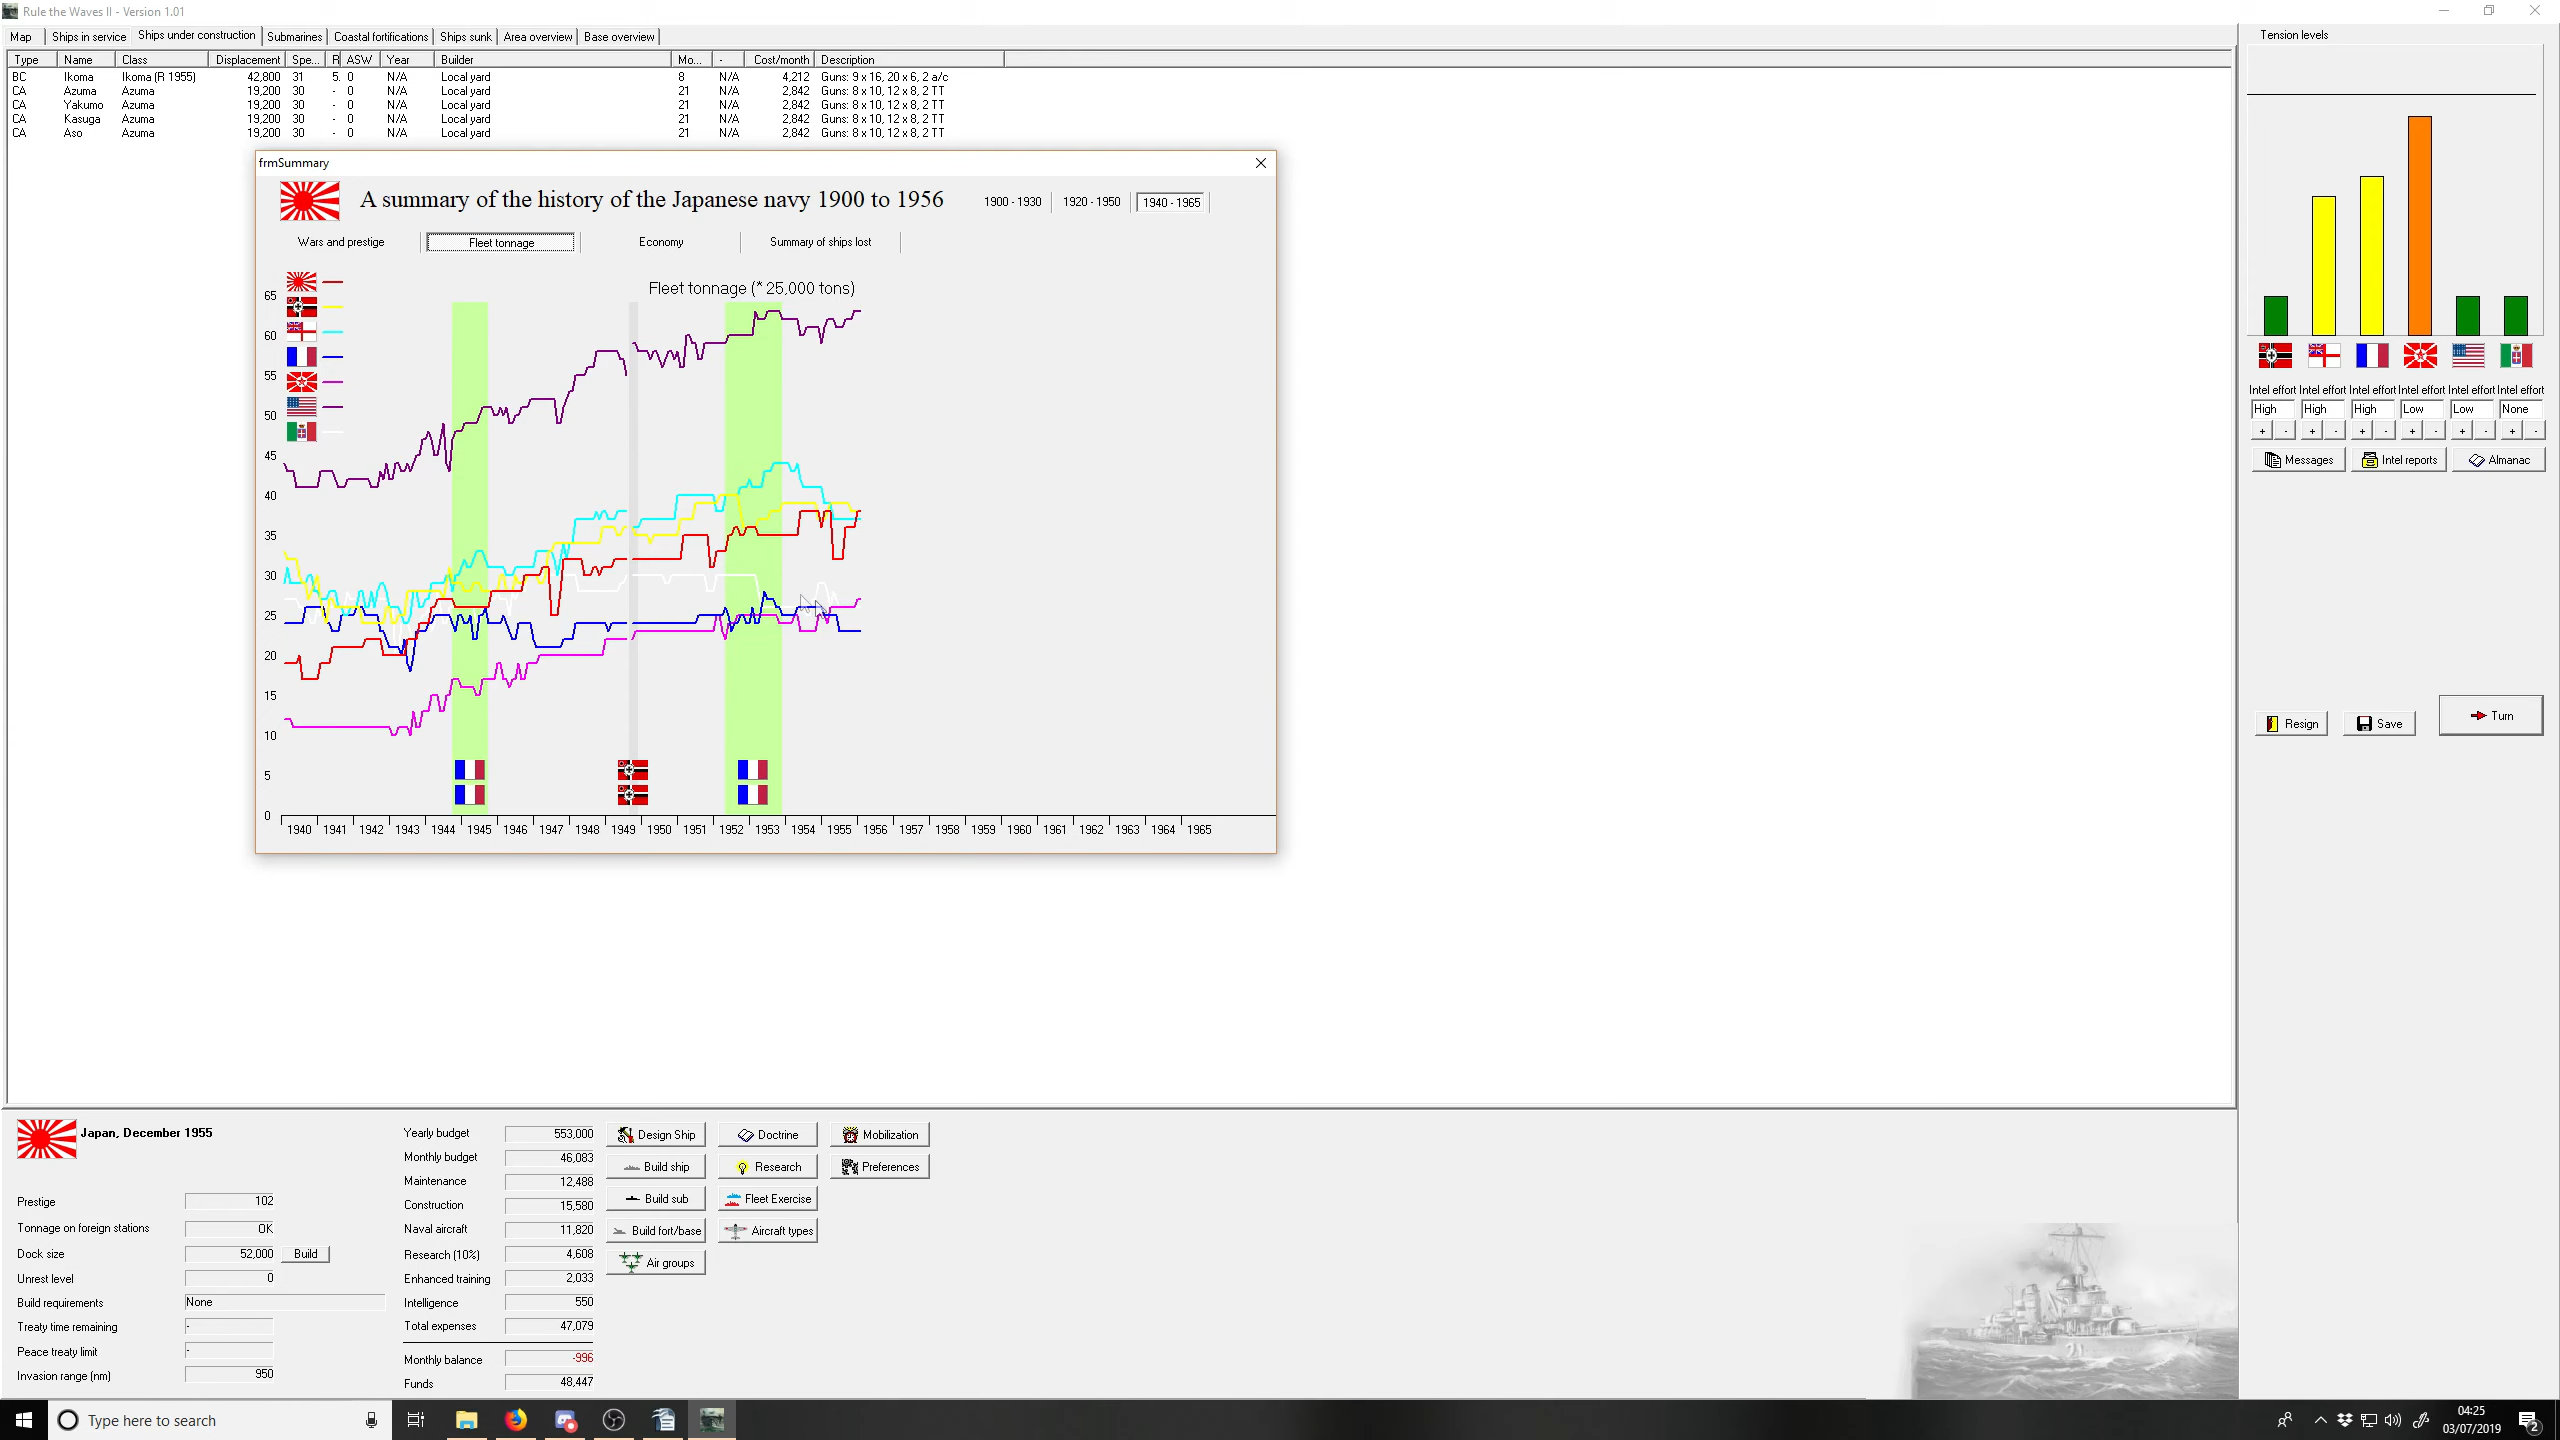 Rule the Waves II - Version 1.01
Map Ships in service Ships under construction Submarines Coastal fortifications Ships sunk Area overview Base overview
Type Name Class Displacement Spe... R ASW Year Builder Mo... - Cost/month Description
BC Ikoma Ikoma (R 1955) 42,800 31 5. 0 N/A Local yard 8 N/A 4,212 Guns: 9 x 16, 20 x 6, 2 a/c
CA Azuma Azuma 19,200 30 - 0 N/A Local yard 21 N/A 2,842 Guns: 8 x 10, 12 x 8, 2 TT
CA Yakumo Azuma 19,200 30 - 0 N/A Local yard 21 N/A 2,842 Guns: 8 x 10, 12 x 8, 2 TT
CA Kasuga Azuma 19,200 30 - 0 N/A Local yard 21 N/A 2,842 Guns: 8 x 10, 12 x 8, 2 TT
CA Aso Azuma 19,200 30 - 0 N/A Local yard 21 N/A 2,842 Guns: 8 x 10, 12 x 8, 2 TT
frmSummary
A summary of the history of the Japanese navy 1900 to 1956
1900 - 1930 1920 - 1950 1940 - 1965
Wars and prestige Fleet tonnage Economy Summary of ships lost
Fleet tonnage (* 25,000 tons)
65
60
55
50
45
40
35
30
25
20
15
10
5
0
1940 1941 1942 1943 1944 1945 1946 1947 1948 1949 1950 1951 1952 1953 1954 1955 1956 1957 1958 1959 1960 1961 1962 1963 1964 1965
Tension levels
Intel effort Intel effort Intel effort Intel effort Intel effort Intel effort
High High High Low Low None
+ - + - + - + - + - + -
Messages Intel reports Almanac
Resign Save Turn
Japan, December 1955
Prestige 102
Tonnage on foreign stations OK
Dock size 52,000 Build
Unrest level 0
Build requirements None
Treaty time remaining -
Peace treaty limit -
Invasion range (nm) 950
Yearly budget 553,000
Monthly budget 46,083
Maintenance 12,488
Construction 15,580
Naval aircraft 11,820
Research (10%) 4,608
Enhanced training 2,033
Intelligence 550
Total expenses 47,079
Monthly balance -996
Funds 48,447
Design Ship Doctrine Mobilization
Build ship Research Preferences
Build sub Fleet Exercise
Build fort/base Aircraft types
Air groups
Type here to search
04:25
03/07/2019
2